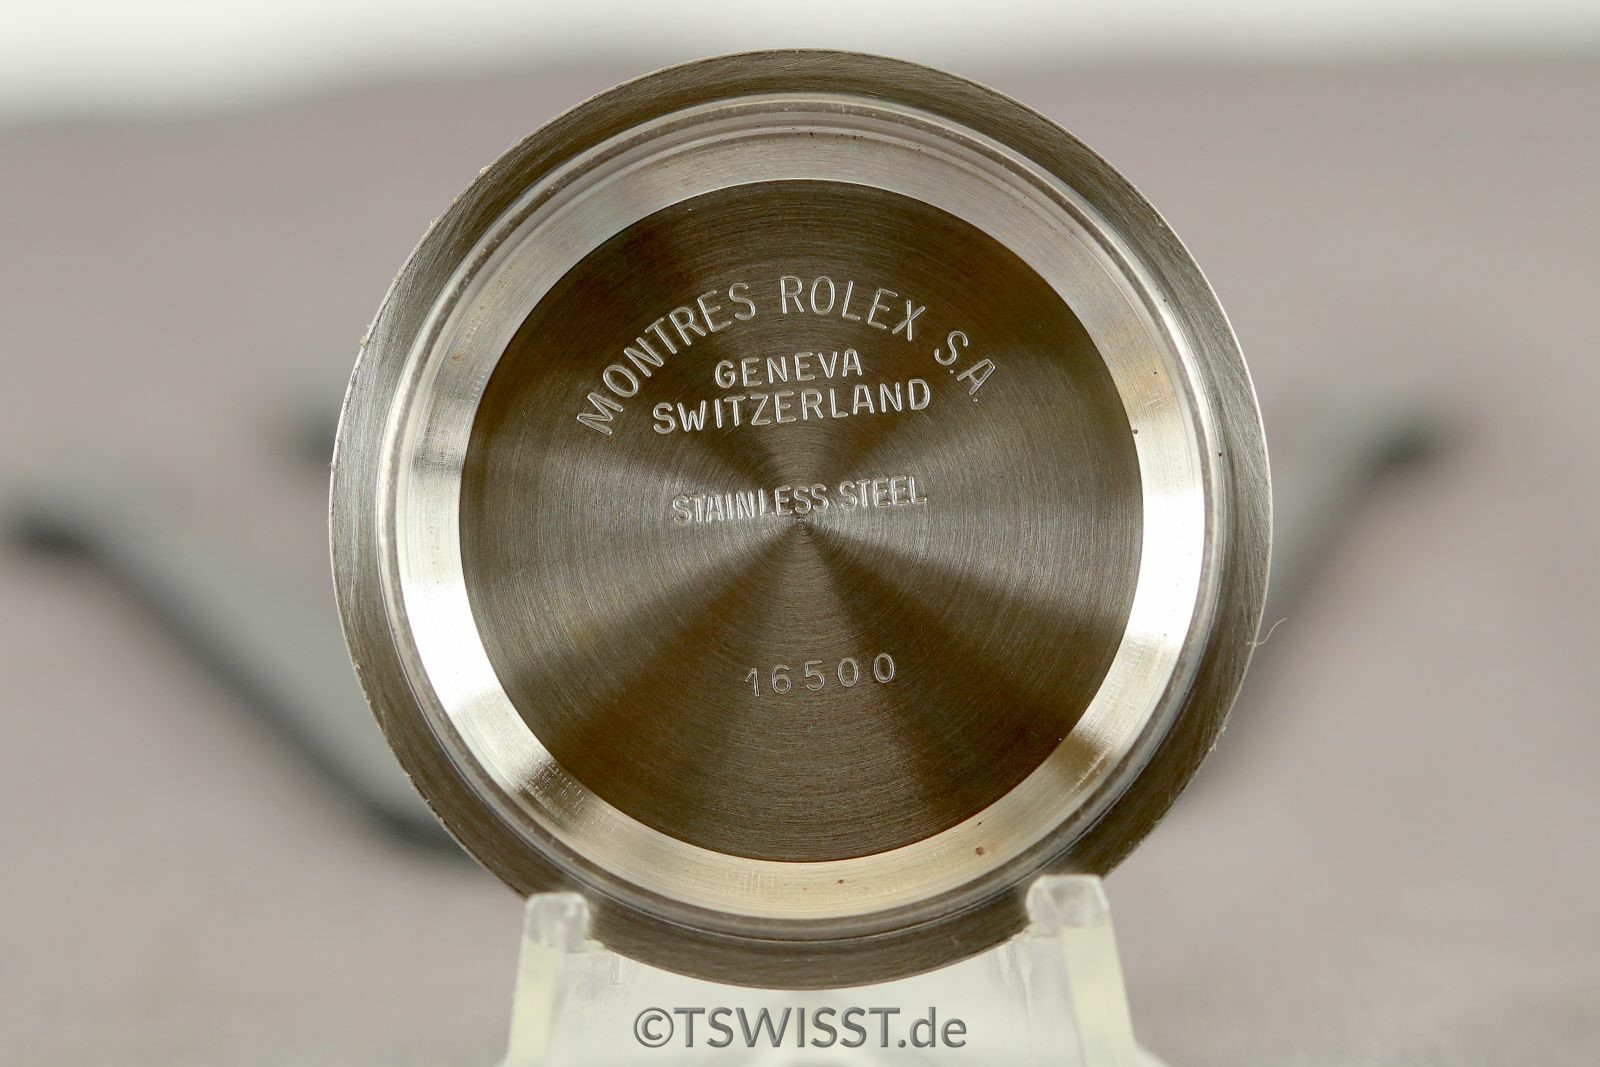 MONTRES ROLEX S.A.
GENEVA
SWITZERLAND
STAINLESS STEEL
16500
©TSWISST.de